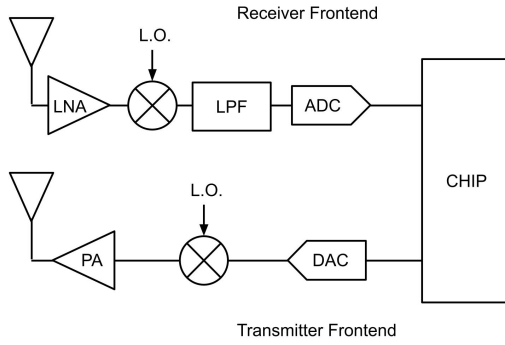 Receiver Frontend
L.O.
LNA
LPF
ADC
CHIP
L.O.
PA
DAC
Transmitter Frontend